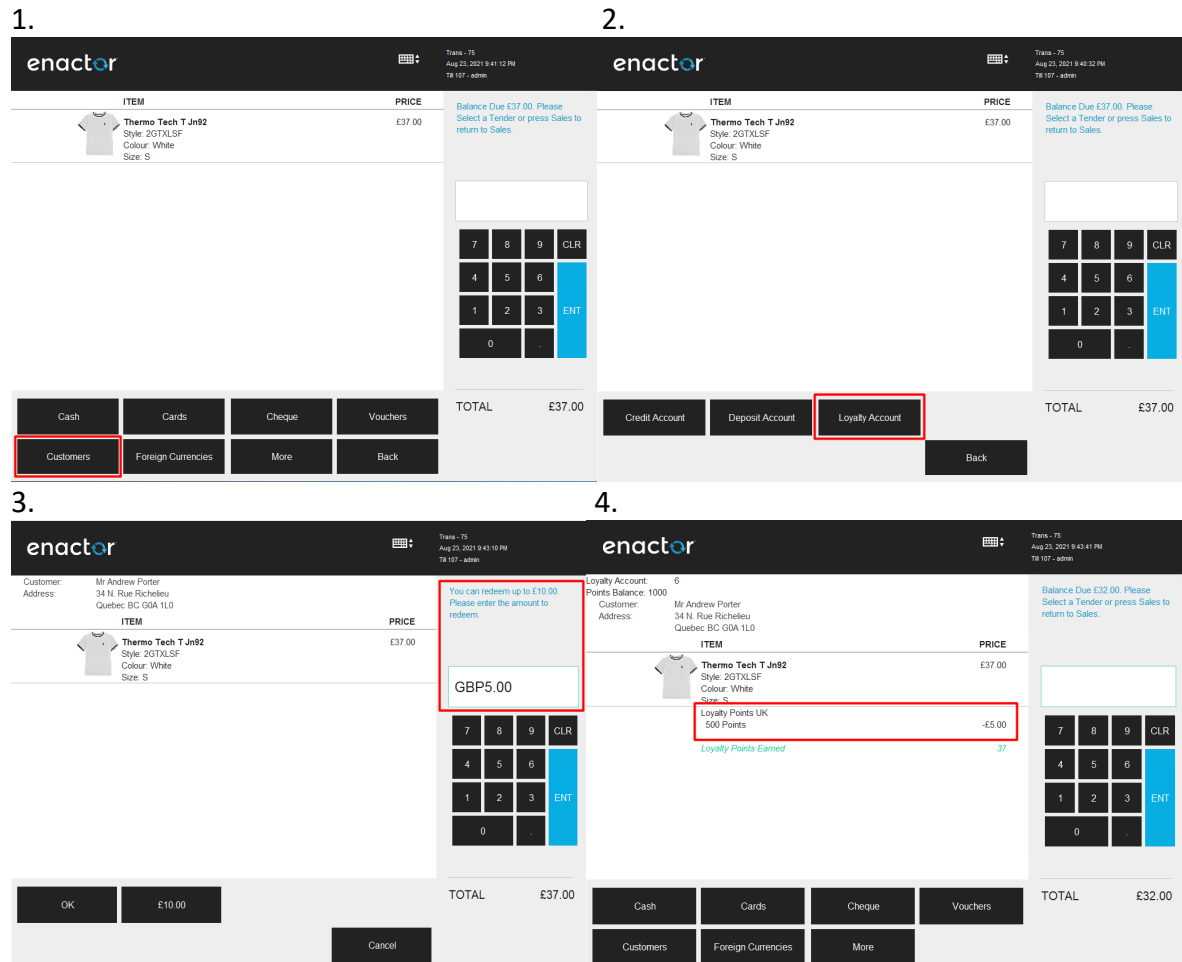 1.
enactor
Trans - 75
Aug 23, 2021 9:41:12 PM
Till 107 - admin
ITEM PRICE
Thermo Tech T Jn92 £37.00
Style: 2GTXLSF
Colour: White
Size: S
Balance Due £37.00. Please
Select a Tender or press Sales to
return to Sales.
7 8 9 CLR
4 5 6
1 2 3 ENT
0 .
TOTAL £37.00
Cash Cards Cheque Vouchers
Customers Foreign Currencies More Back
2.
enactor
Trans - 75
Aug 23, 2021 9:40:32 PM
Till 107 - admin
ITEM PRICE
Thermo Tech T Jn92 £37.00
Style: 2GTXLSF
Colour: White
Size: S
Balance Due £37.00. Please
Select a Tender or press Sales to
return to Sales.
7 8 9 CLR
4 5 6
1 2 3 ENT
0 .
TOTAL £37.00
Credit Account Deposit Account Loyalty Account
Back
3.
enactor
Trans - 75
Aug 23, 2021 9:43:10 PM
Till 107 - admin
Customer: Mr Andrew Porter
Address: 34 N. Rue Richelieu
Quebec BC G0A 1L0
ITEM PRICE
Thermo Tech T Jn92 £37.00
Style: 2GTXLSF
Colour: White
Size: S
You can redeem up to £10.00.
Please enter the amount to
redeem.
GBP5.00
7 8 9 CLR
4 5 6
1 2 3 ENT
0 .
TOTAL £37.00
OK £10.00
Cancel
4.
enactor
Trans - 75
Aug 23, 2021 9:43:41 PM
Till 107 - admin
Loyalty Account: 6
Points Balance: 1000
Customer: Mr Andrew Porter
Address: 34 N. Rue Richelieu
Quebec BC G0A 1L0
ITEM PRICE
Thermo Tech T Jn92 £37.00
Style: 2GTXLSF
Colour: White
Size: S
Loyalty Points UK
500 Points -£5.00
Loyalty Points Earned 37
Balance Due £32.00. Please
Select a Tender or press Sales to
return to Sales.
7 8 9 CLR
4 5 6
1 2 3 ENT
0 .
TOTAL £32.00
Cash Cards Cheque Vouchers
Customers Foreign Currencies More